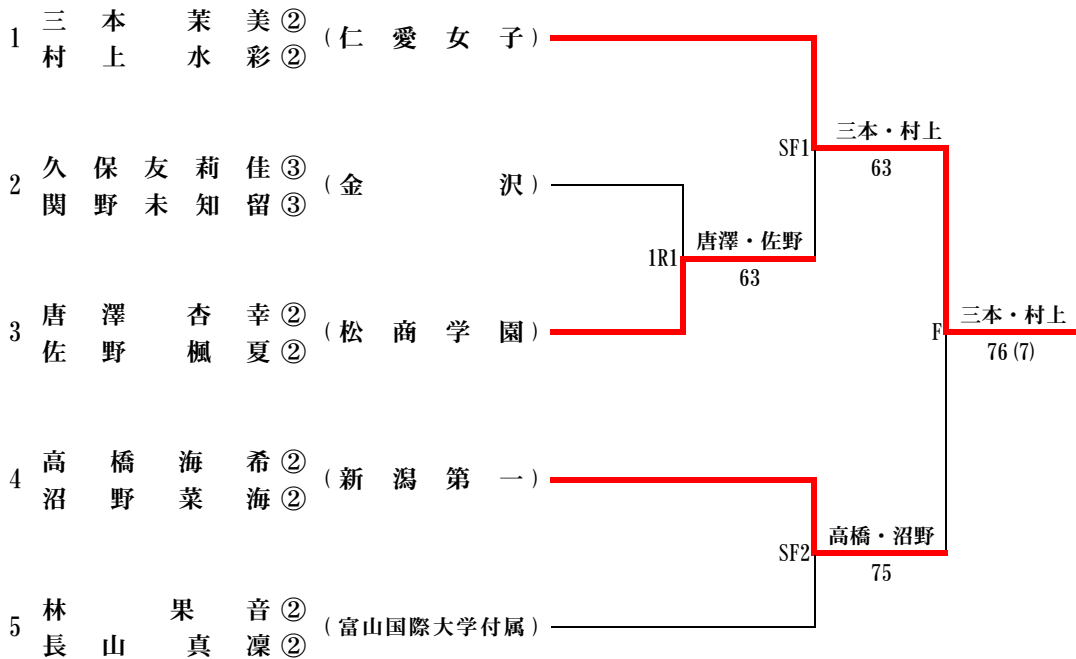 1 三本 茉美② (仁愛女子)
村上 水彩②
三本・村上
SF1
63
2 久保友莉佳③ (金沢)
関野未知留③
唐澤・佐野
1R1
63
3 唐澤 杏幸② (松商学園)
佐野 楓夏②
三本・村上
F
76 (7)
4 高橋海希② (新潟第一)
沼野菜海②
高橋・沼野
SF2
75
5 林 果音② (富山国際大学付属)
長山 真凜②